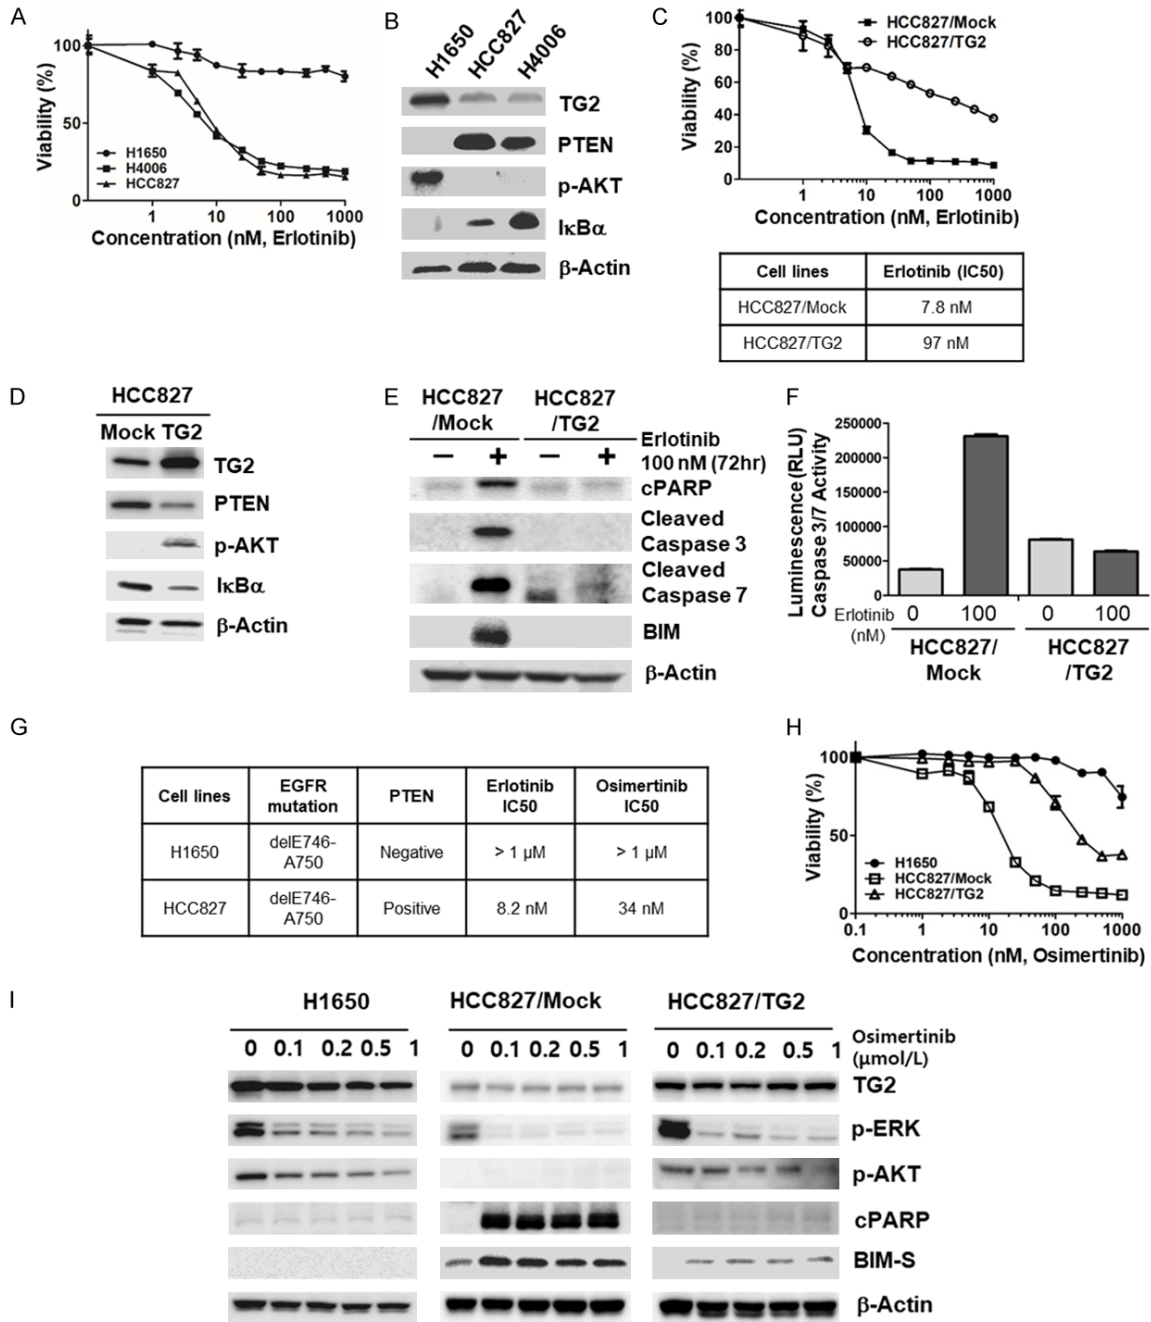 A
Viability (%)
100
50
0
H1650
H4006
HCC827
1 10 100 1000
Concentration (nM, Erlotinib)
B
H1650 HCC827 H4006
TG2
PTEN
p-AKT
IκBα
β-Actin
C
Viability (%)
100
80
60
40
20
0
HCC827/Mock
HCC827/TG2
1 10 100 1000
Concentration (nM, Erlotinib)
Cell lines Erlotinib (IC50)
HCC827/Mock 7.8 nM
HCC827/TG2 97 nM
D
HCC827
Mock TG2
TG2
PTEN
p-AKT
IκBα
β-Actin
E
HCC827 HCC827
/Mock /TG2
Erlotinib
− + − + 100 nM (72hr)
cPARP
Cleaved
Caspase 3
Cleaved
Caspase 7
BIM
β-Actin
F
Luminescence (RLU)
Caspase 3/7 Activity
250000
200000
150000
100000
50000
0
Erlotinib 0 100 0 100
(nM)
HCC827/ HCC827
Mock /TG2
G
Cell lines EGFR mutation PTEN Erlotinib IC50 Osimertinib IC50
H1650 delE746-A750 Negative > 1 μM > 1 μM
HCC827 delE746-A750 Positive 8.2 nM 34 nM
H
Viability (%)
100
50
0
H1650
HCC827/Mock
HCC827/TG2
0.1 1 10 100 1000
Concentration (nM, Osimertinib)
I
H1650 HCC827/Mock HCC827/TG2
Osimertinib
0 0.1 0.2 0.5 1 0 0.1 0.2 0.5 1 0 0.1 0.2 0.5 1 (μmol/L)
TG2
p-ERK
p-AKT
cPARP
BIM-S
β-Actin